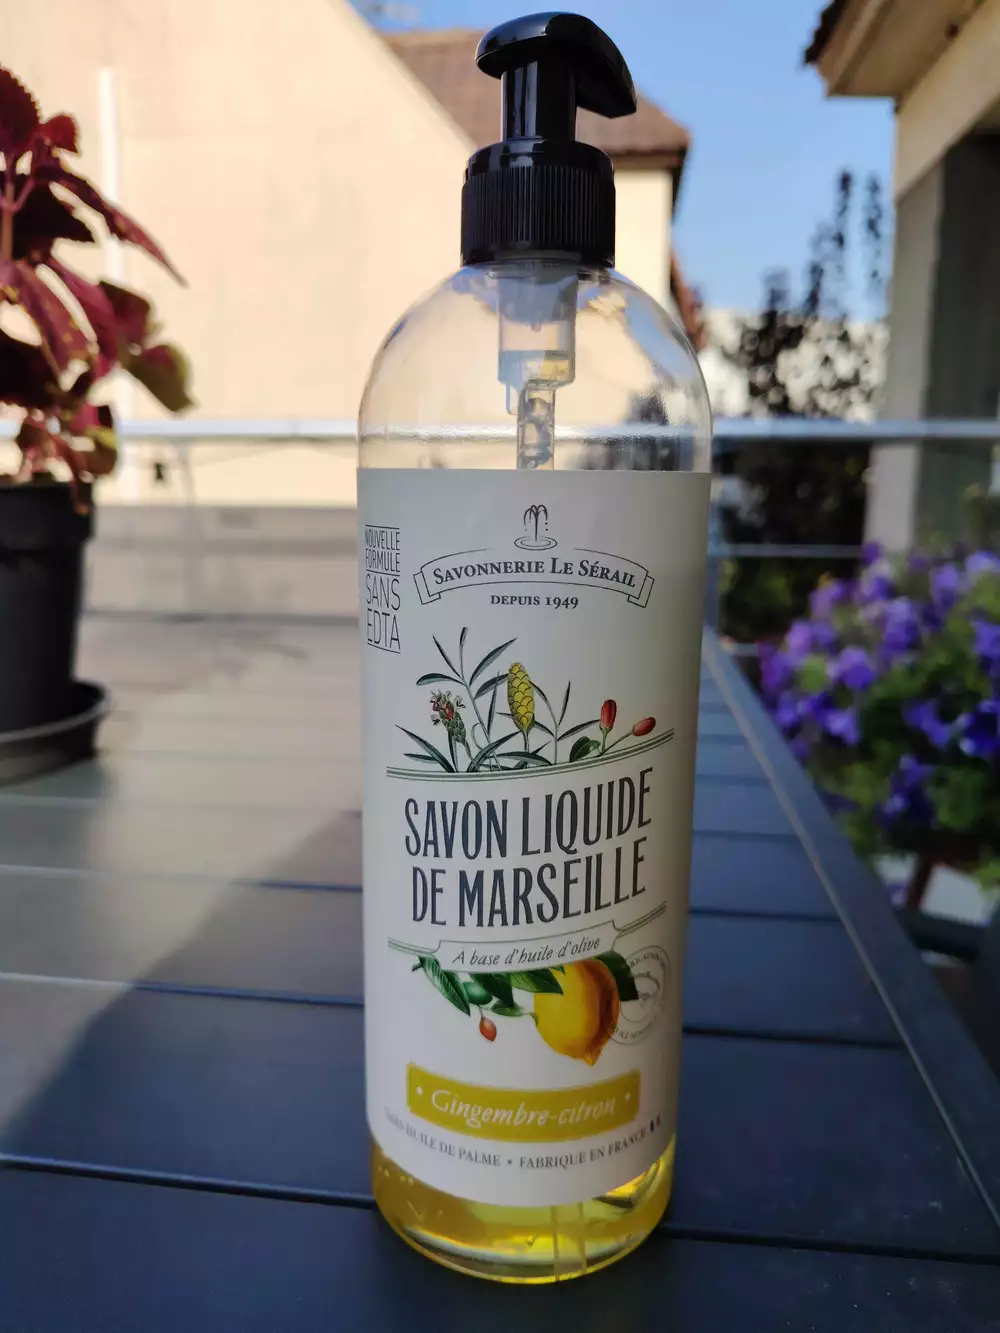 NOUVELLE
FORMULE
SANS
EDTA
SAVONNERIE LE SÉRAIL
DEPUIS 1949
SAVON LIQUIDE
DE MARSEILLE
A base d'huile d'olive
Gingembre-citron
SANS HUILE DE PALME • FABRIQUE EN FRANCE